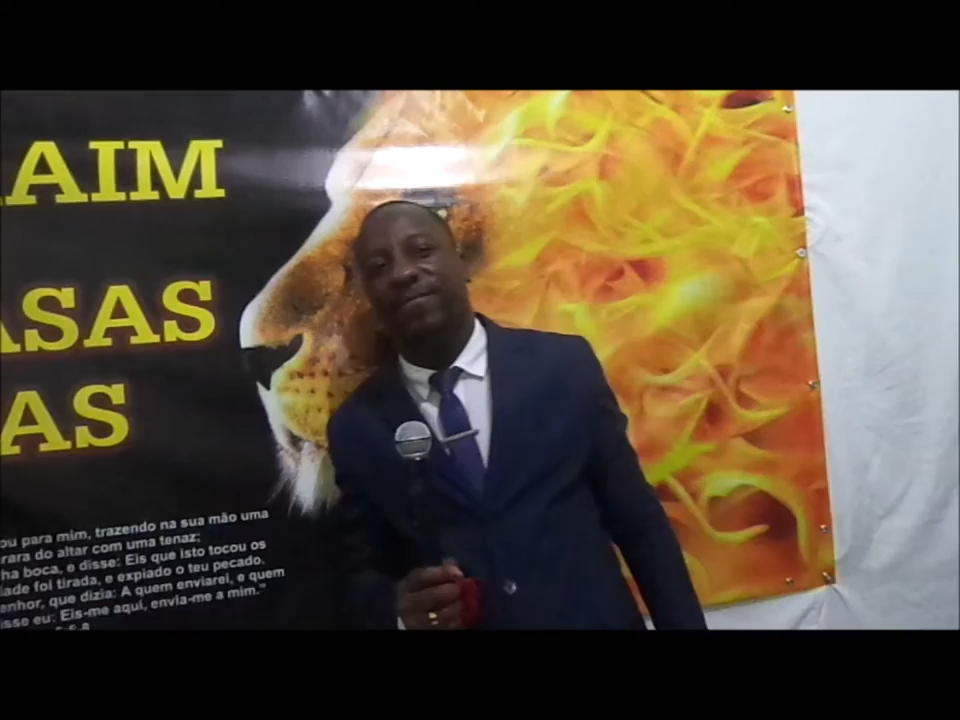 AIM
ASAS
AS
ou para mim, trazendo na sua mão uma
rara do altar com uma tenaz;
ha boca, e disse: Eis que isto tocou os
dade foi tirada, e expiado o teu pecado.
enhor, que dizia: A quem enviarei, e quem
isse eu: Eis-me aqui, envia-me a mim."